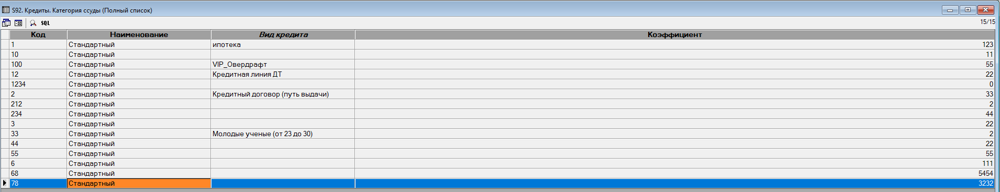 S92. Кредиты. Категория ссуды (Полный список)
SQL 15/15
Код Наименование Вид кредита Коэффициент
1 Стандартный ипотека 123
10 Стандартный 11
100 Стандартный VIP_Овердрафт 55
12 Стандартный Кредитная линия ДТ 22
1234 Стандартный 0
2 Стандартный Кредитный договор (путь выдачи) 33
212 Стандартный 2
234 Стандартный 44
3 Стандартный 22
33 Стандартный Молодые ученые (от 23 до 30) 2
44 Стандартный 22
55 Стандартный 55
6 Стандартный 111
68 Стандартный 5454
78 Стандартный 3232